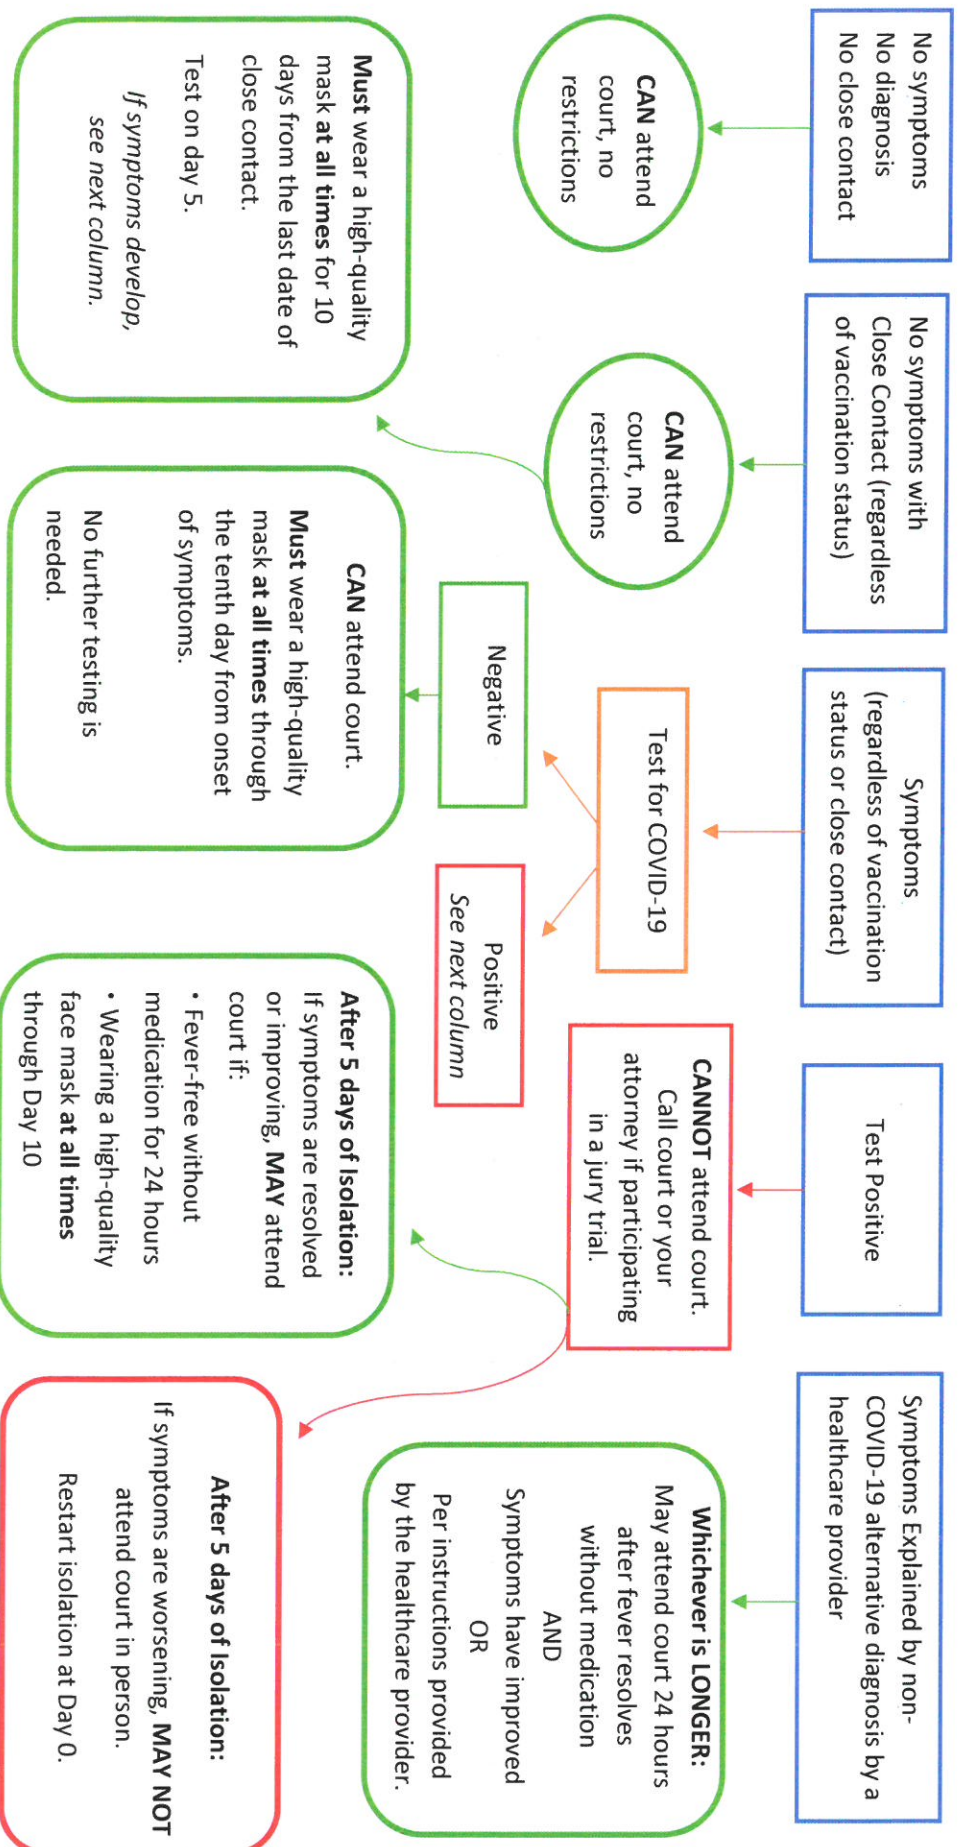 No symptoms
No diagnosis
No close contact
CAN attend
court, no
restrictions
No symptoms with
Close Contact (regardless
of vaccination status)
CAN attend
court, no
restrictions
Must wear a high-quality
mask at all times for 10
days from the last date of
close contact.
Test on day 5.
If symptoms develop,
see next column.
Symptoms
(regardless of vaccination
status or close contact)
Test for COVID-19
Negative
CAN attend court.
Must wear a high-quality
mask at all times through
the tenth day from onset
of symptoms.
No further testing is
needed.
Positive
See next column
Test Positive
CANNOT attend court.
Call court or your
attorney if participating
in a jury trial.
After 5 days of Isolation:
If symptoms are resolved
or improving, MAY attend
court if:
• Fever-free without
medication for 24 hours
• Wearing a high-quality
face mask at all times
through Day 10
After 5 days of Isolation:
If symptoms are worsening, MAY NOT
attend court in person.
Restart isolation at Day 0.
Symptoms Explained by non-
COVID-19 alternative diagnosis by a
healthcare provider
Whichever is LONGER:
May attend court 24 hours
after fever resolves
without medication
AND
Symptoms have improved
OR
Per instructions provided
by the healthcare provider.